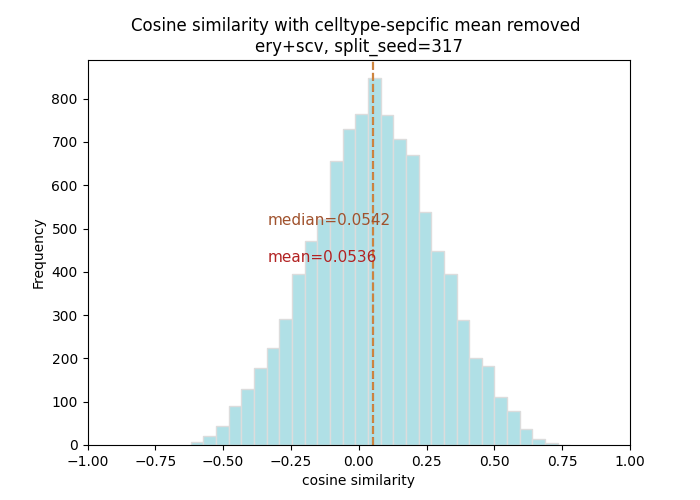 Cosine similarity with celltype-sepcific mean removed
ery+scv, split_seed=317
Frequency
800
700
600
500
400
300
200
100
0
median=0.0542
mean=0.0536
−1.00 −0.75 −0.50 −0.25 0.00 0.25 0.50 0.75 1.00
cosine similarity